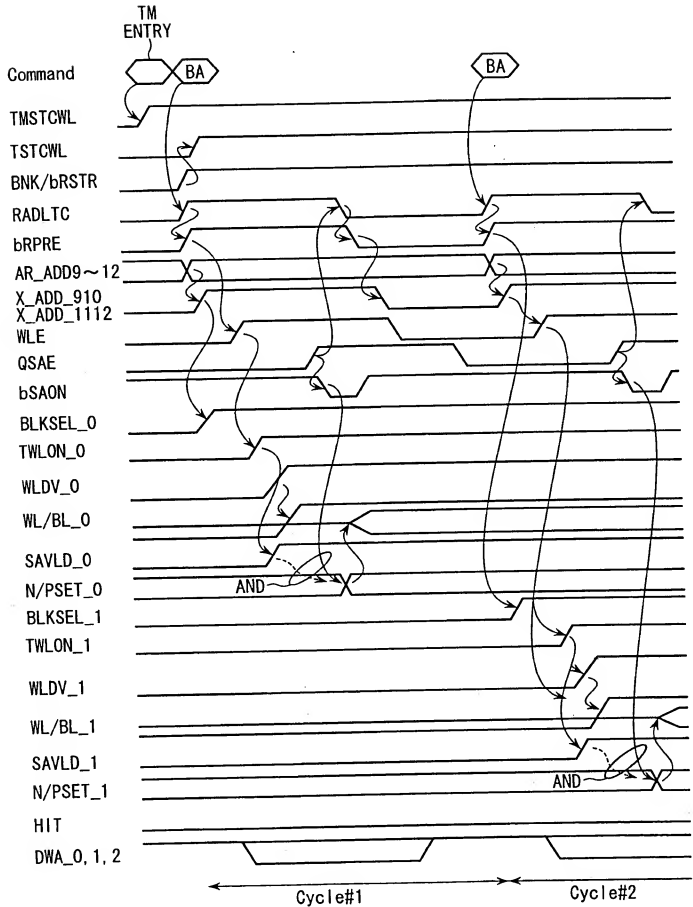 TM
ENTRY
Command
BA
BA
TMSTCWL
TSTCWL
BNK/bRSTR
RADLTC
bRPRE
AR_ADD9～12
X_ADD_910
X_ADD_1112
WLE
QSAE
bSAON
BLKSEL_0
TWLON_0
WLDV_0
WL/BL_0
SAVLD_0
AND
N/PSET_0
BLKSEL_1
TWLON_1
WLDV_1
WL/BL_1
SAVLD_1
AND
N/PSET_1
HIT
DWA_0,1,2
Cycle#1
Cycle#2